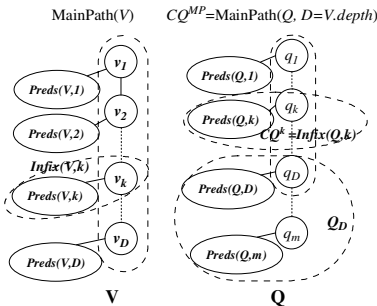 MainPath(V)
CQ^MP=MainPath(Q, D=V.depth)
v1
q1
Preds(V,1)
Preds(Q,1)
v2
qk
Preds(V,2)
Preds(Q,k)
CQ^k=Infix(Q,k)
Infix(V,k)
vk
qD
Preds(V,k)
Preds(Q,D)
QD
vD
qm
Preds(V,D)
Preds(Q,m)
V
Q